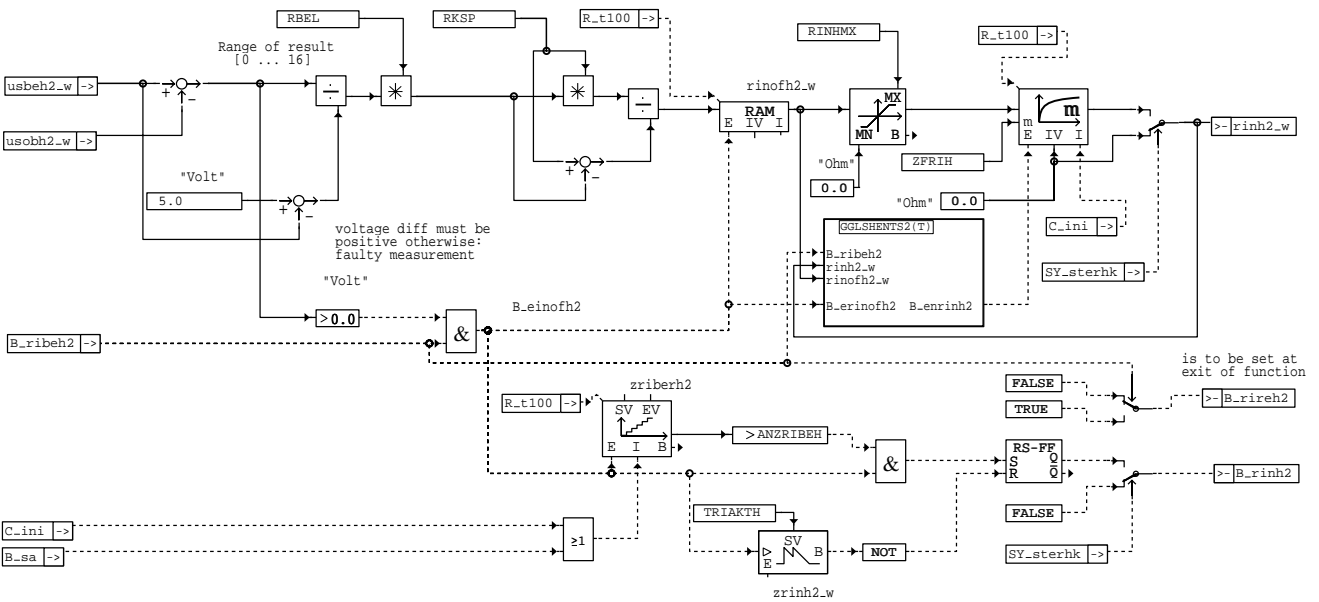 RBEL
RKSP
R_t100 ->
RINHMX
R_t100 ->
Range of result
[0 ... 16]
usbeh2_w ->
+
−
÷
*
*
÷
rinofh2_w
RAM
E IV I
MX
MN B
m
m
E IV I
>- rinh2_w
usobh2_w ->
"Volt"
5.0
+
−
+
−
"Ohm"
0.0
ZFRIH
"Ohm" 0.0
C_ini ->
SY_sterhk ->
voltage diff must be
positive otherwise:
faulty measurement
GGLSHENTS2(T)
B_ribeh2
rinh2_w
rinofh2_w
B_erinofh2 B_enrinh2
"Volt"
>0.0
B_einofh2
&
B_ribeh2 ->
is to be set at
exit of function
zriberh2
R_t100 ->
SV EV
E I B
FALSE
TRUE
>- B_rireh2
>ANZRIBEH
&
RS-FF
S Q
R Q
>- B_rinh2
FALSE
TRIAKTH
C_ini ->
B_sa ->
≥1
SV
B
E
NOT
SY_sterhk ->
zrinh2_w